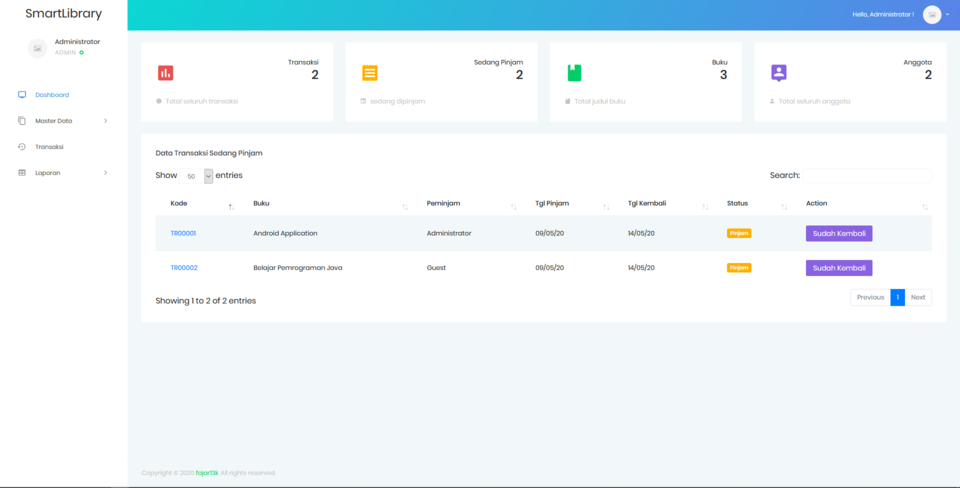 SmartLibrary
Hello, Administrator !
Administrator
ADMIN
Dashboard
Master Data
Transaksi
Laporan
Transaksi
2
Total seluruh transaksi
Sedang Pinjam
2
sedang dipinjam
Buku
3
Total judul buku
Anggota
2
Total seluruh anggota
Data Transaksi Sedang Pinjam
Show 50 entries
Search:
Kode Buku Peminjam Tgl Pinjam Tgl Kembali Status Action
TR00001 Android Application Administrator 09/05/20 14/05/20 Pinjam Sudah Kembali
TR00002 Belajar Pemrograman Java Guest 09/05/20 14/05/20 Pinjam Sudah Kembali
Showing 1 to 2 of 2 entries
Previous 1 Next
Copyright © 2020 fajar13k All rights reserved.